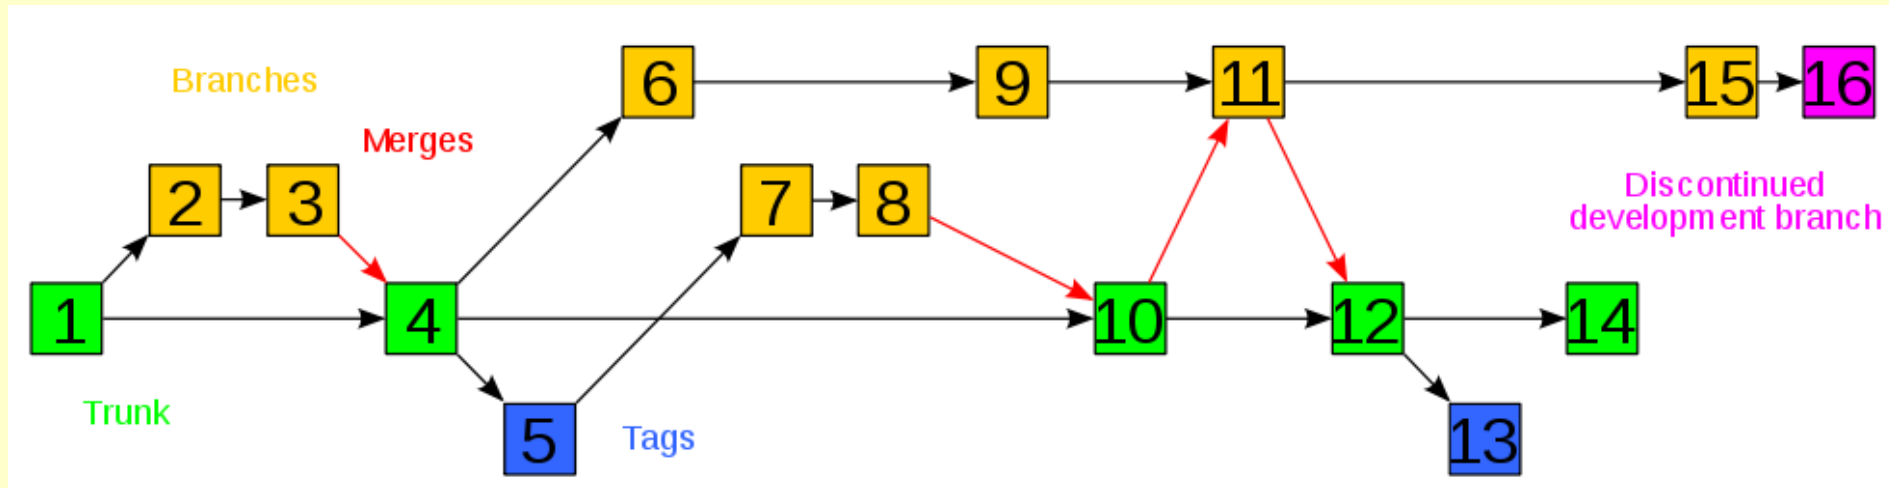 6
9
11
15
16
Branches
Merges
2
3
7
8
Discontinued
development branch
1
4
10
12
14
Trunk
5
Tags
13